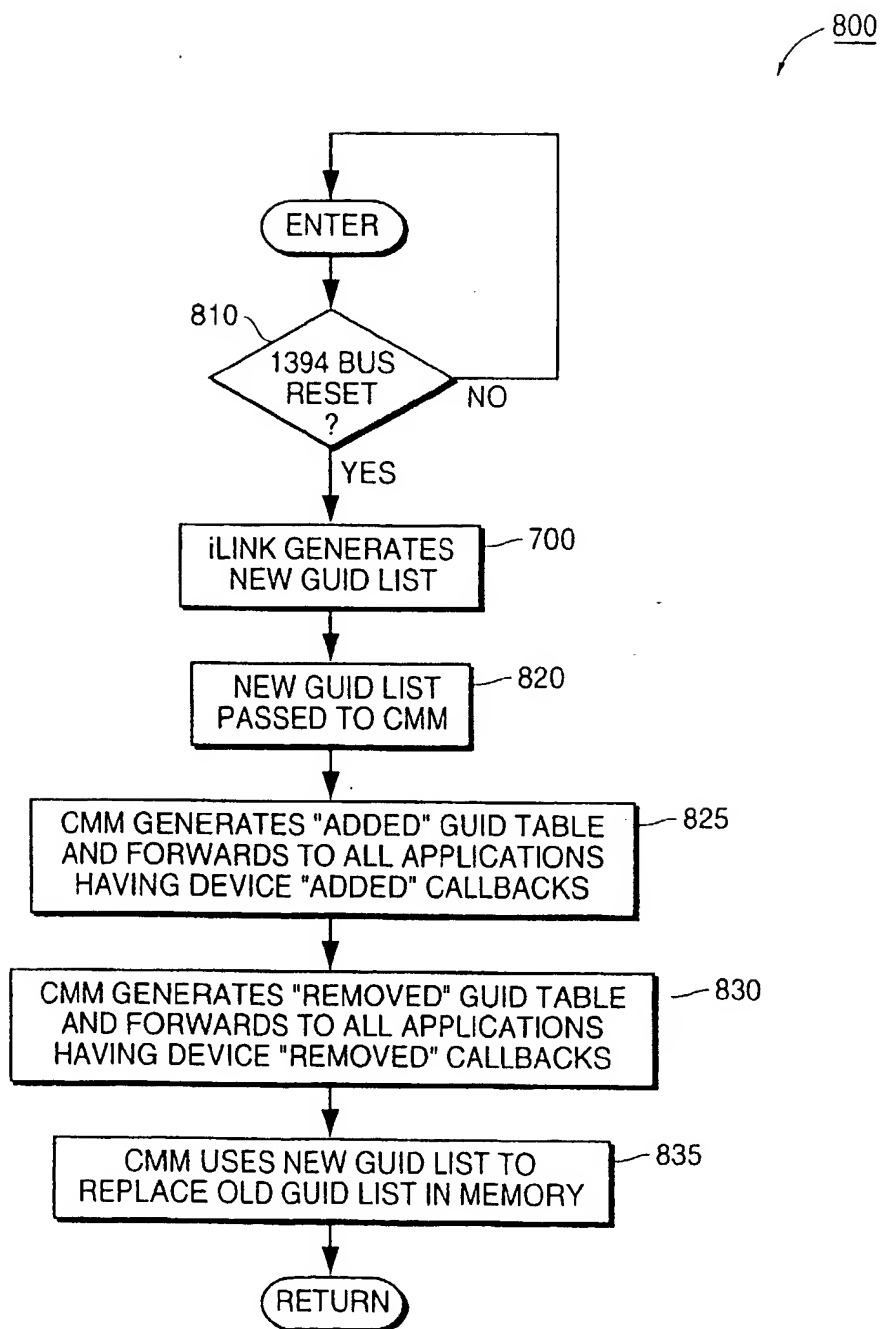 800
ENTER
810
1394 BUS
RESET
?
NO
YES
iLINK GENERATES
NEW GUID LIST
700
NEW GUID LIST
PASSED TO CMM
820
CMM GENERATES "ADDED" GUID TABLE
AND FORWARDS TO ALL APPLICATIONS
HAVING DEVICE "ADDED" CALLBACKS
825
CMM GENERATES "REMOVED" GUID TABLE
AND FORWARDS TO ALL APPLICATIONS
HAVING DEVICE "REMOVED" CALLBACKS
830
CMM USES NEW GUID LIST TO
REPLACE OLD GUID LIST IN MEMORY
835
RETURN